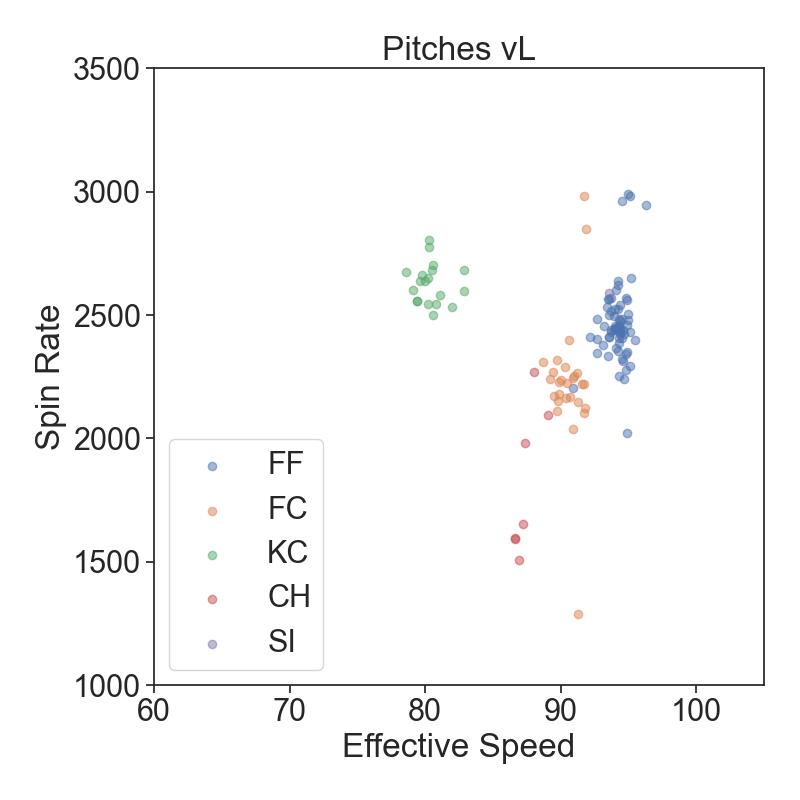 Pitches vL
3500
3000
2500
2000
1500
1000
Spin Rate
FF
FC
KC
CH
SI
60 70 80 90 100
Effective Speed